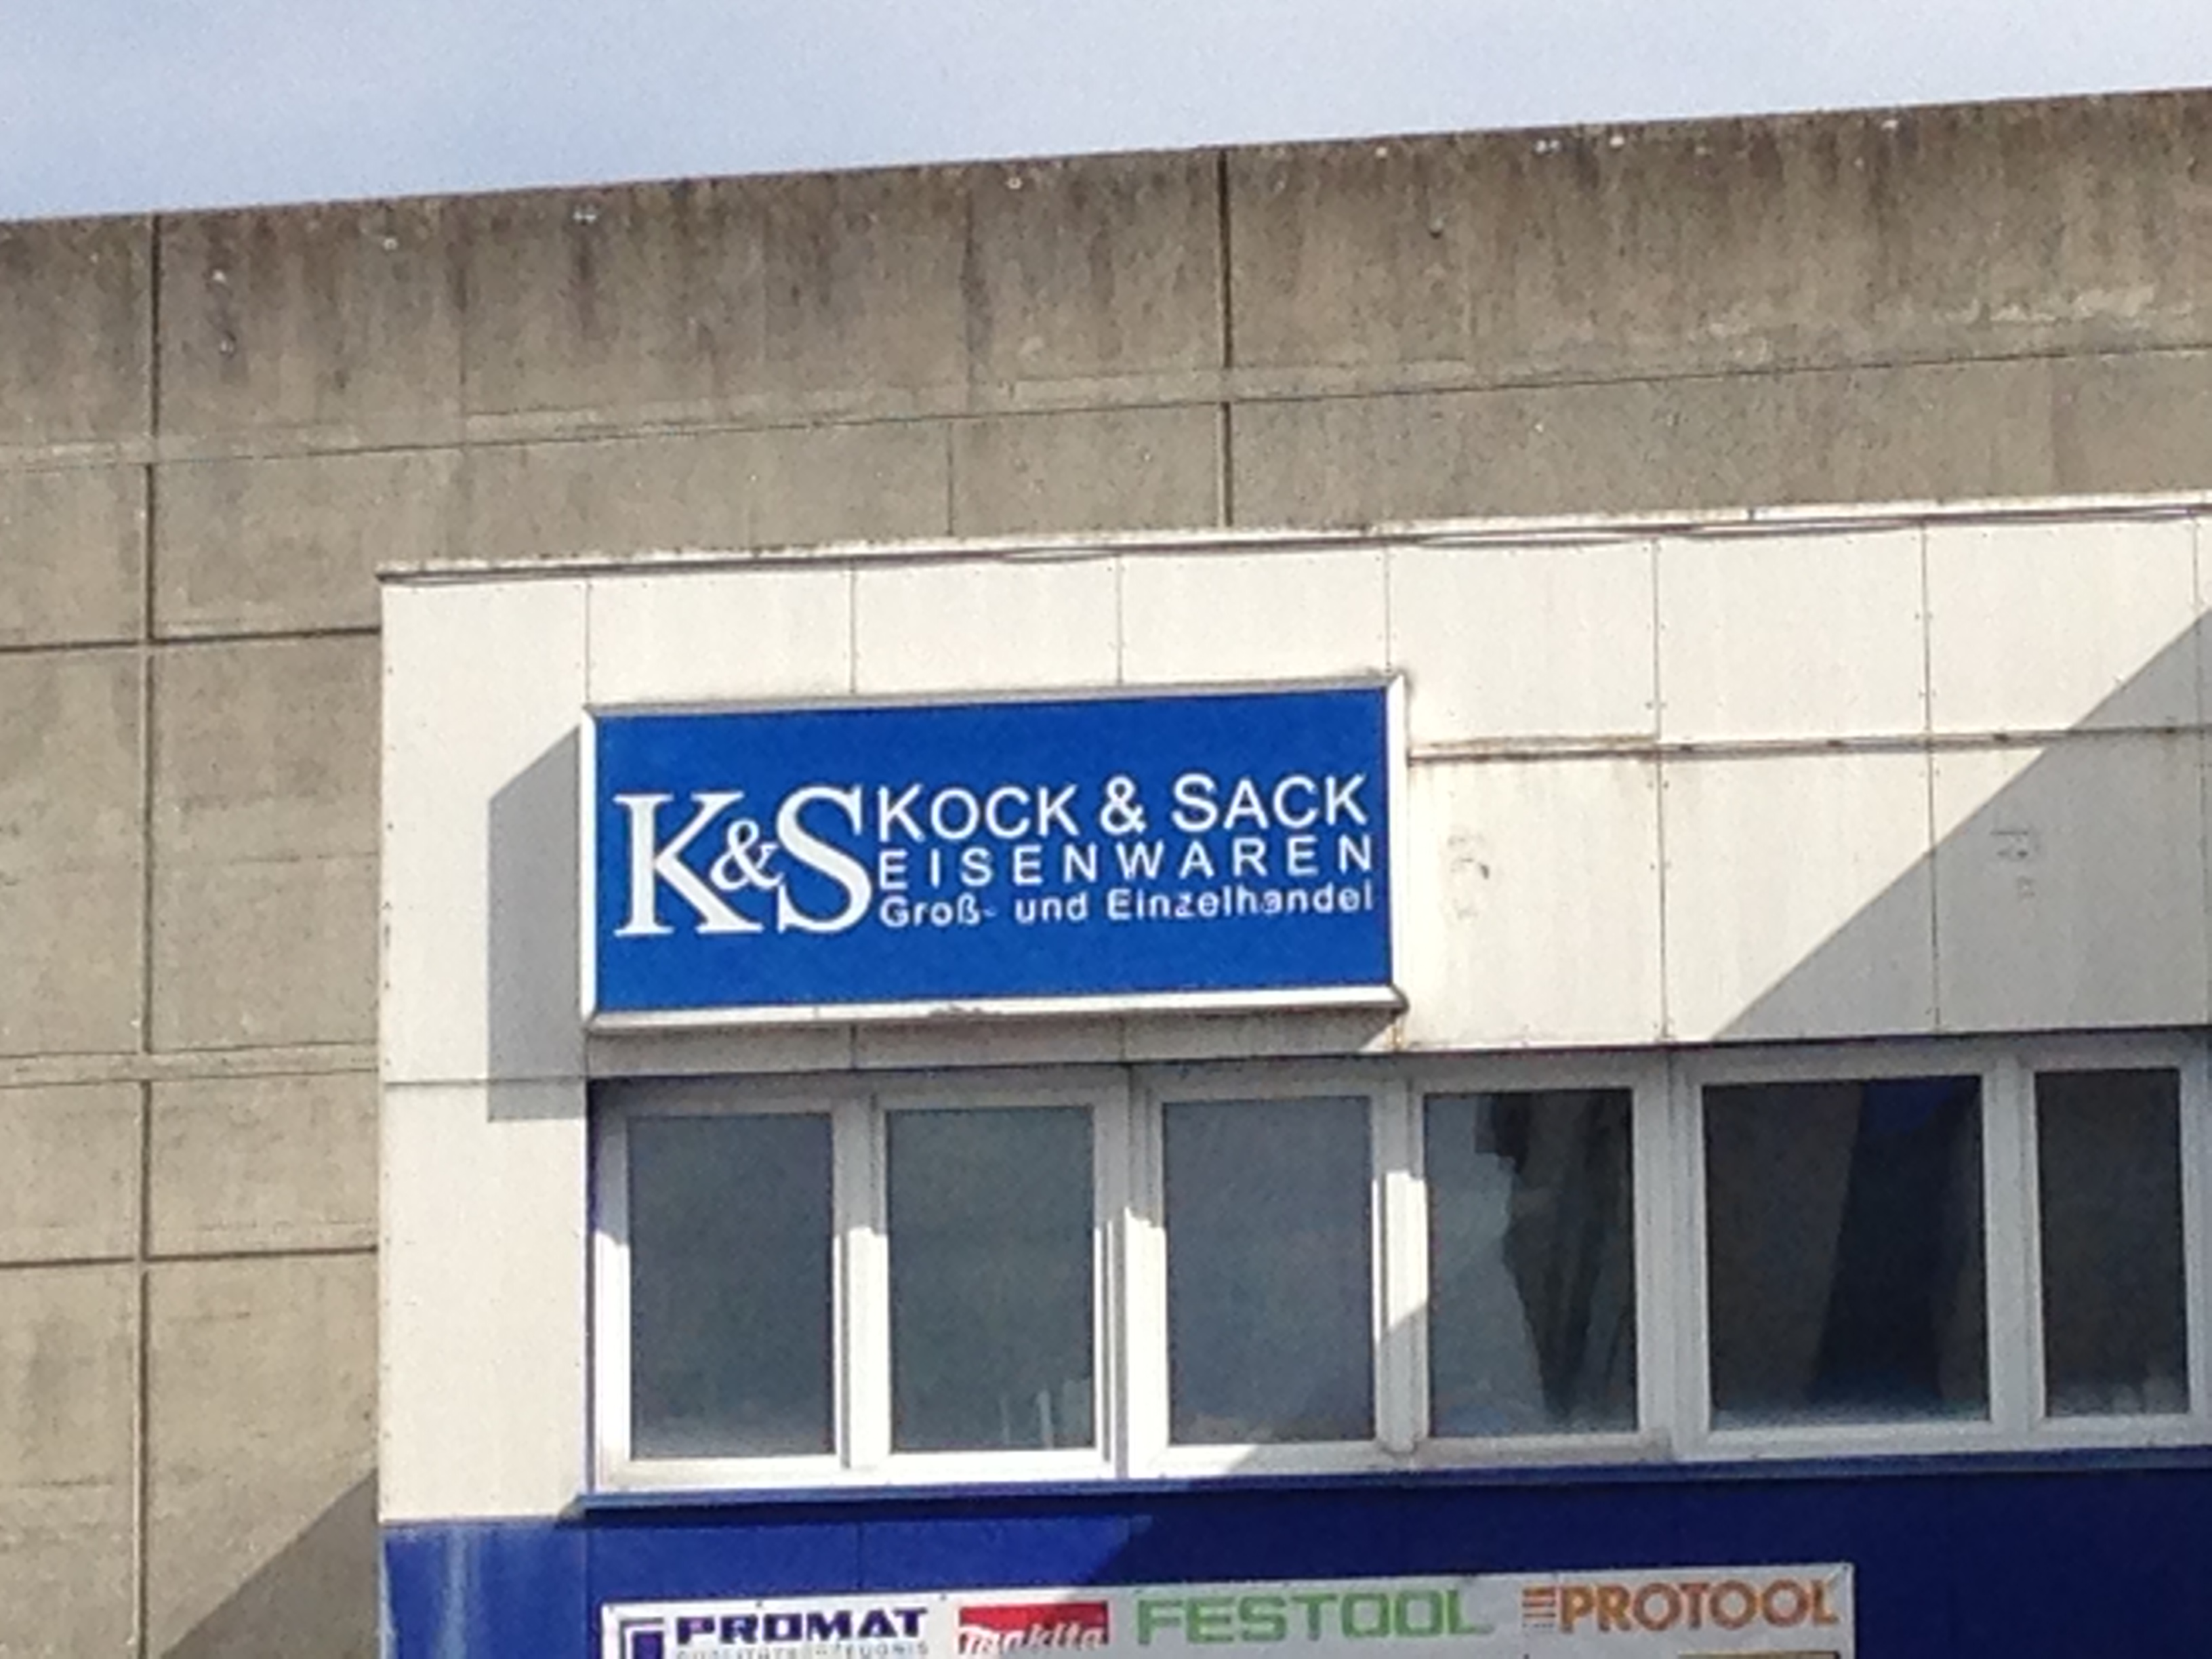 K&S
KOCK & SACK
EISENWAREN
Groß- und Einzelhandel
PROMAT
Makita
FESTOOL
PROTOOL